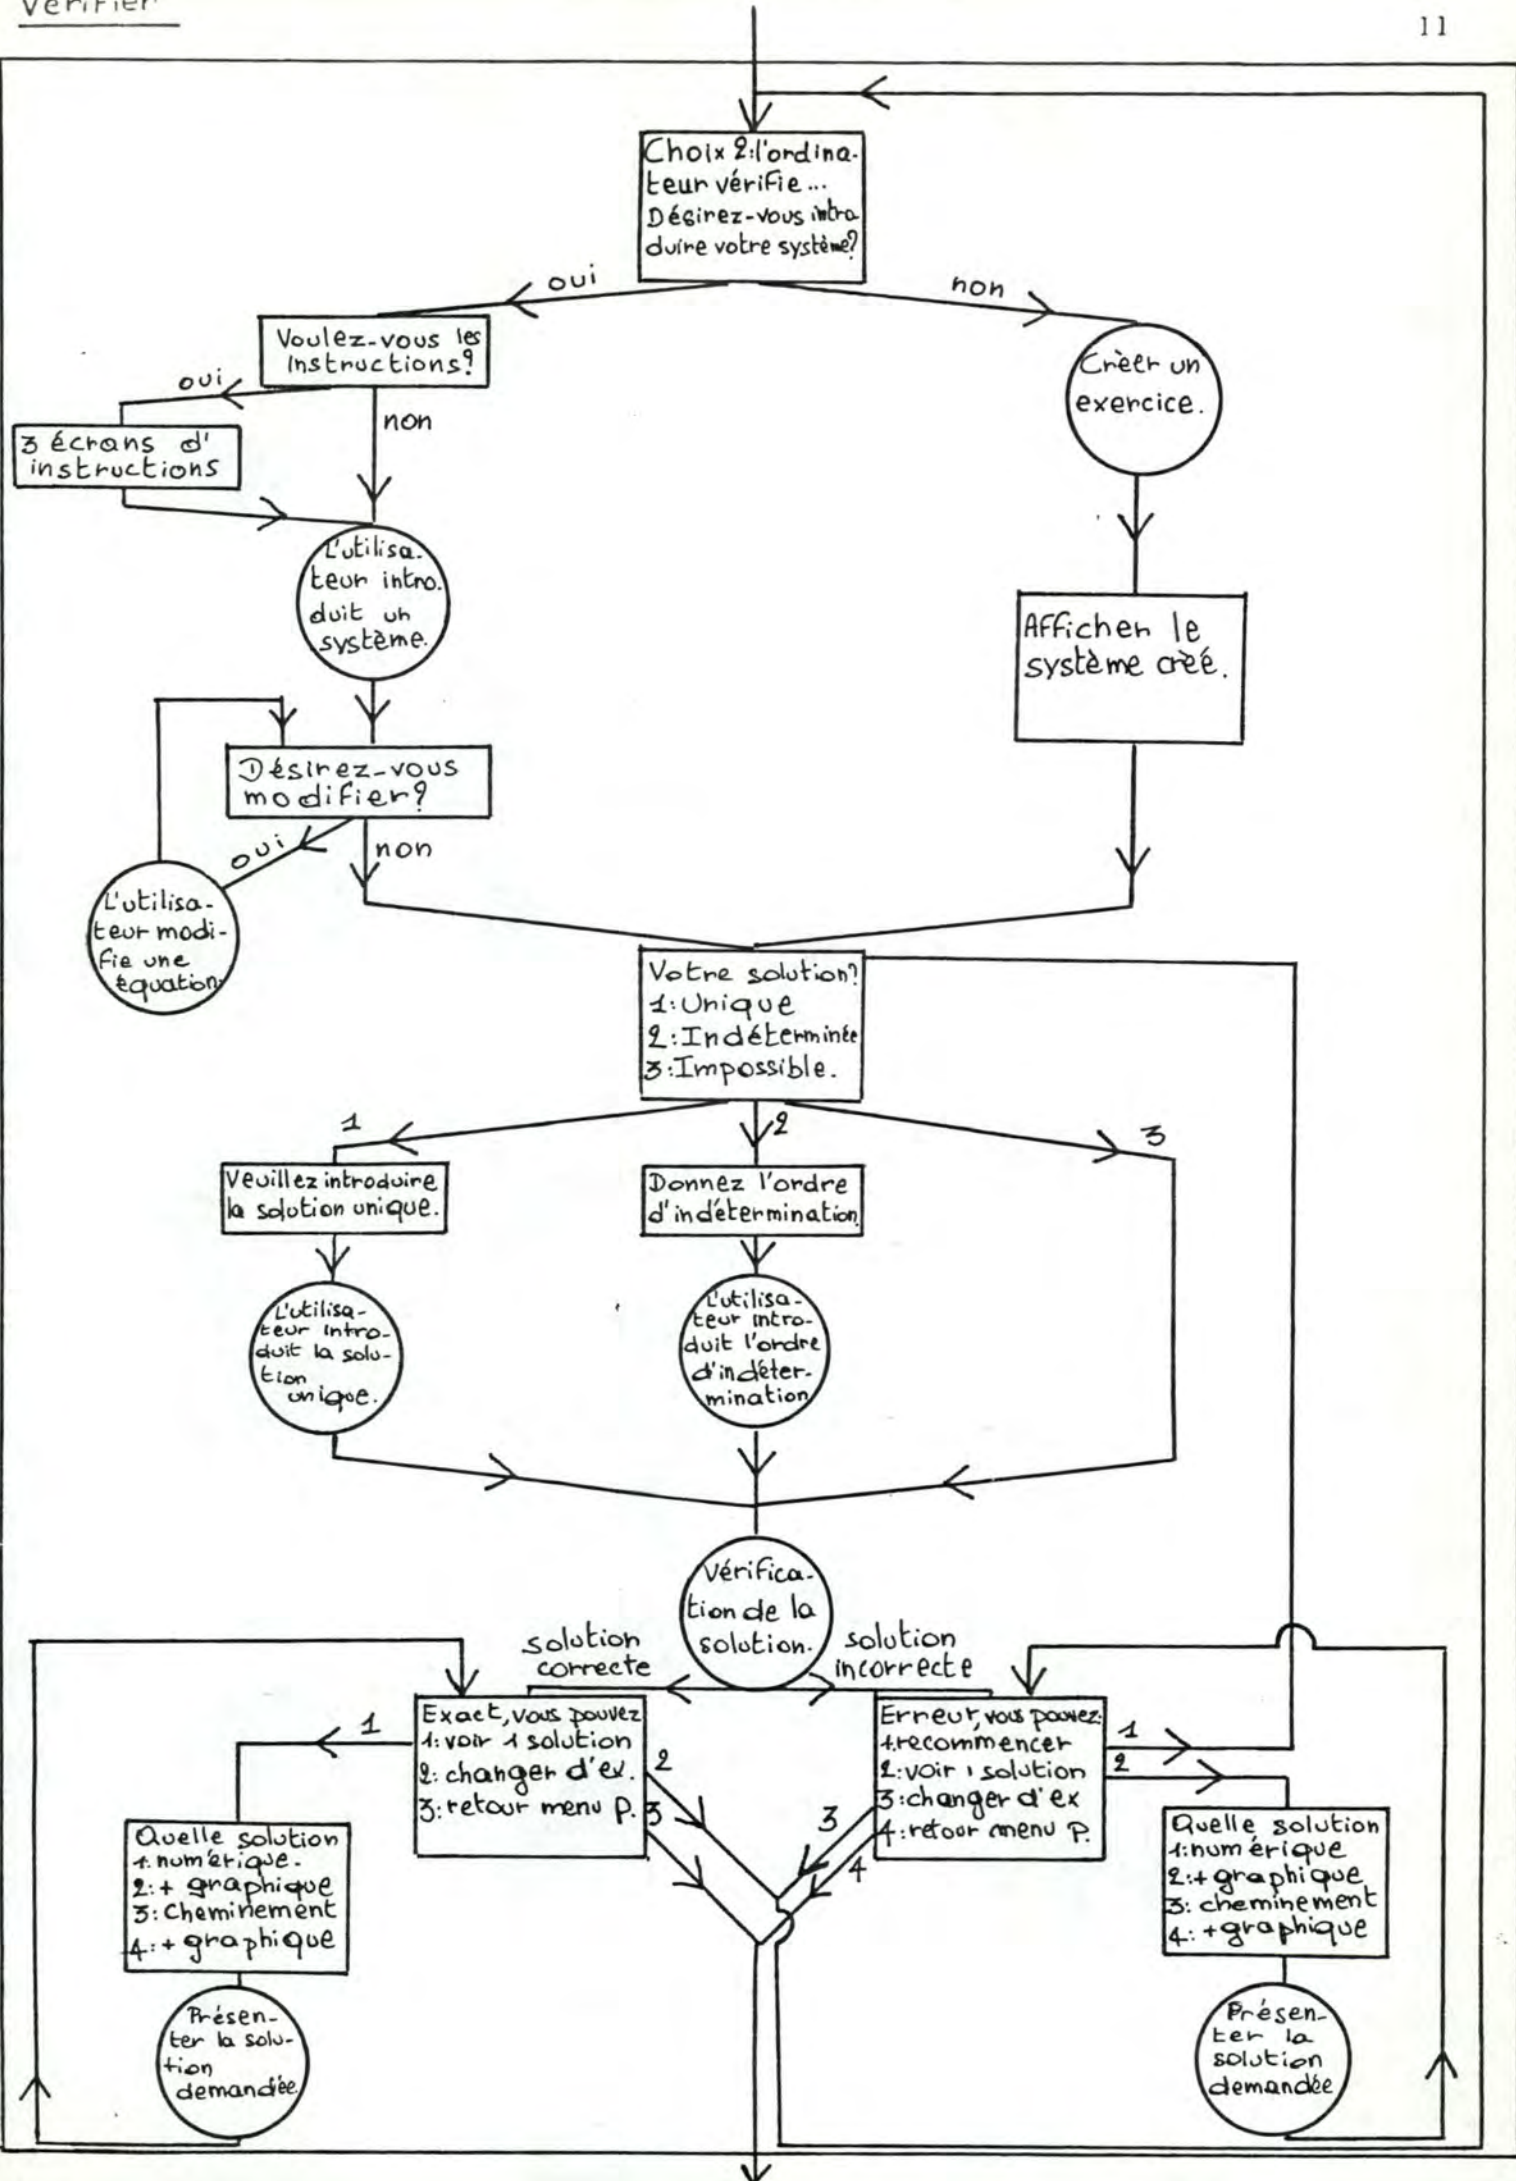 Vérifier
11
Choix 2:l'ordina-
teur vérifie...
Désirez-vous intro
duire votre système?
oui
non
Voulez-vous les
instructions?
oui
non
3 écrans d'
instructions
Créer un
exercice.
L'utilisa-
teur intro-
duit un
système.
Afficher le
système créé.
Désirez-vous
modifier?
oui
non
L'utilisa-
teur modi-
fie une
équation.
Votre solution?
1:Unique
2:Indéterminée
3:Impossible.
1
2
3
Veuillez introduire
la solution unique.
Donnez l'ordre
d'indétermination.
L'utilisa-
teur intro-
duit la solu-
tion
unique.
L'utilisa-
teur intro-
duit l'ordre
d'indéter-
mination
Vérifica-
tion de la
solution.
solution
correcte
solution
incorrecte
Exact, vous pouvez
1: voir 1 solution
2: changer d'ex.
3: retour menu P.
1
2
3
Erreur, vous pouvez:
1:recommencer
2:voir 1 solution
3:changer d'ex
4:retour menu P.
1
2
3
4
Quelle solution
1:numérique.
2:+ graphique
3:Cheminement
4:+ graphique
Quelle solution
1:numérique
2:+ graphique
3: cheminement
4: +graphique
Présen-
ter la solu-
tion
demandée.
Présen-
ter la
solution
demandée